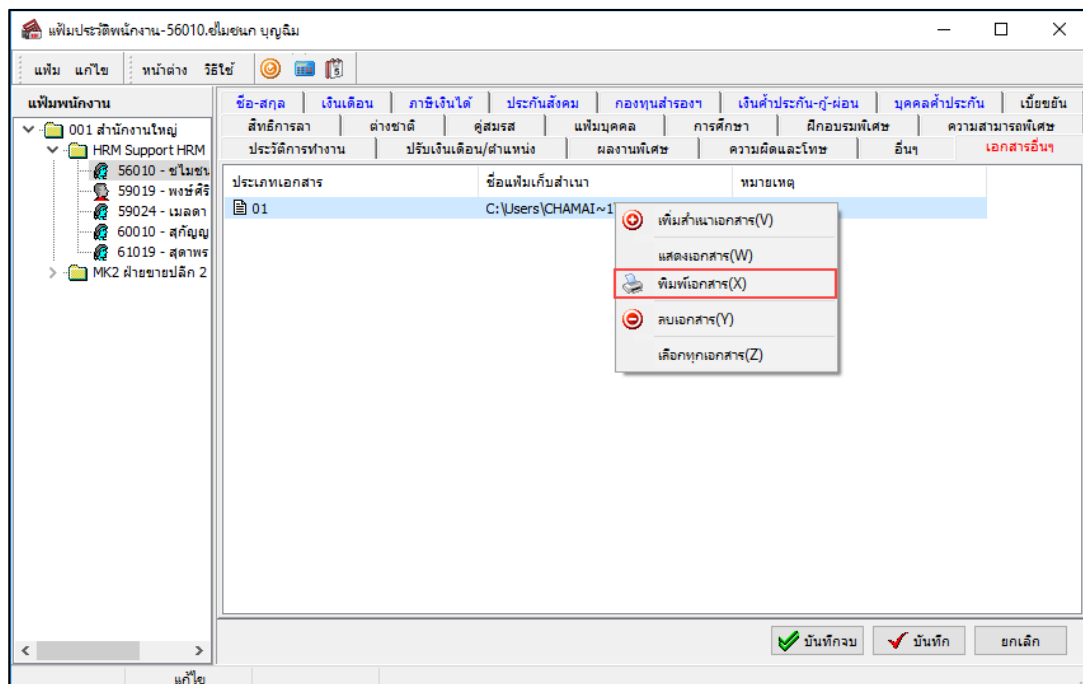 แฟ้มประวัติพนักงาน-56010.ชไมชนก บุญฉิม
แฟ้ม แก้ไข หน้าต่าง วิธีใช้
แฟ้มพนักงาน
001 สำนักงานใหญ่
HRM Support HRM
56010 - ชไมชน
59019 - พงษ์ศิริ
59024 - เมลดา
60010 - สุกัญญ
61019 - สุดาพร
MK2 ฝ่ายขายปลีก 2
ชื่อ-สกุล เงินเดือน ภาษีเงินได้ ประกันสังคม กองทุนสำรองฯ เงินค้ำประกัน-กู้-ผ่อน บุคคลค้ำประกัน เบี้ยขยัน
สิทธิการลา ต่างชาติ คู่สมรส แฟ้มบุคคล การศึกษา ฝึกอบรมพิเศษ ความสามารถพิเศษ
ประวัติการทำงาน ปรับเงินเดือน/ตำแหน่ง ผลงานพิเศษ ความผิดและโทษ อื่นๆ เอกสารอื่นๆ
ประเภทเอกสาร ชื่อแฟ้มเก็บสำเนา หมายเหตุ
01 C:\Users\CHAMAI~1
เพิ่มสำเนาเอกสาร(V)
แสดงเอกสาร(W)
พิมพ์เอกสาร(X)
ลบเอกสาร(Y)
เลือกทุกเอกสาร(Z)
บันทึกจบ บันทึก ยกเลิก
แก้ไข